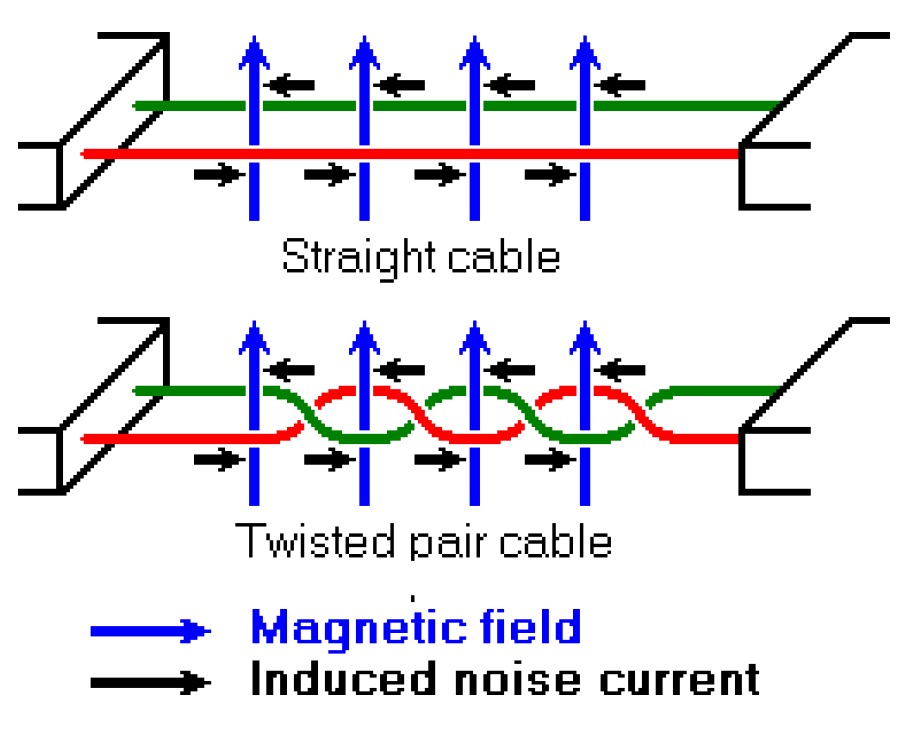 Straight cable
Twisted pair cable
Magnetic field
Induced noise current